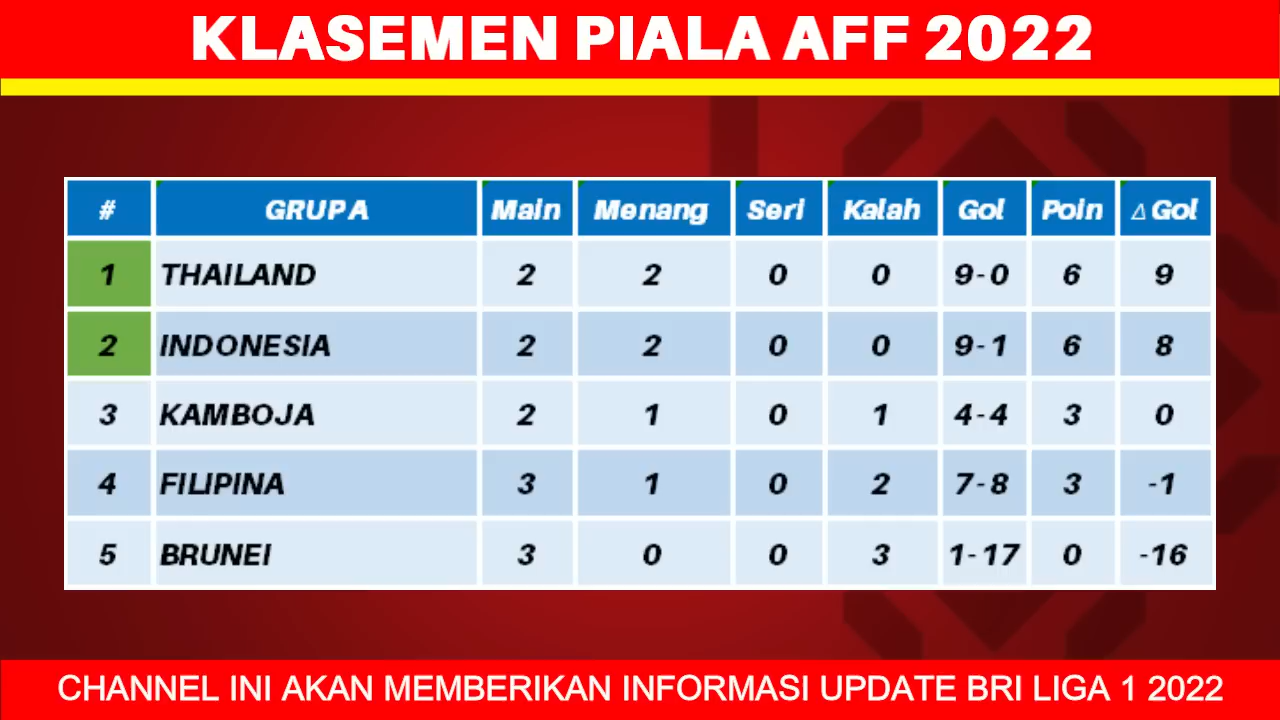 KLASEMEN PIALA AFF 2022
# GRUP A Main Menang Seri Kalah Gol Poin Δ Gol
1 THAILAND 2 2 0 0 9-0 6 9
2 INDONESIA 2 2 0 0 9-1 6 8
3 KAMBOJA 2 1 0 1 4-4 3 0
4 FILIPINA 3 1 0 2 7-8 3 -1
5 BRUNEI 3 0 0 3 1-17 0 -16
CHANNEL INI AKAN MEMBERIKAN INFORMASI UPDATE BRI LIGA 1 2022